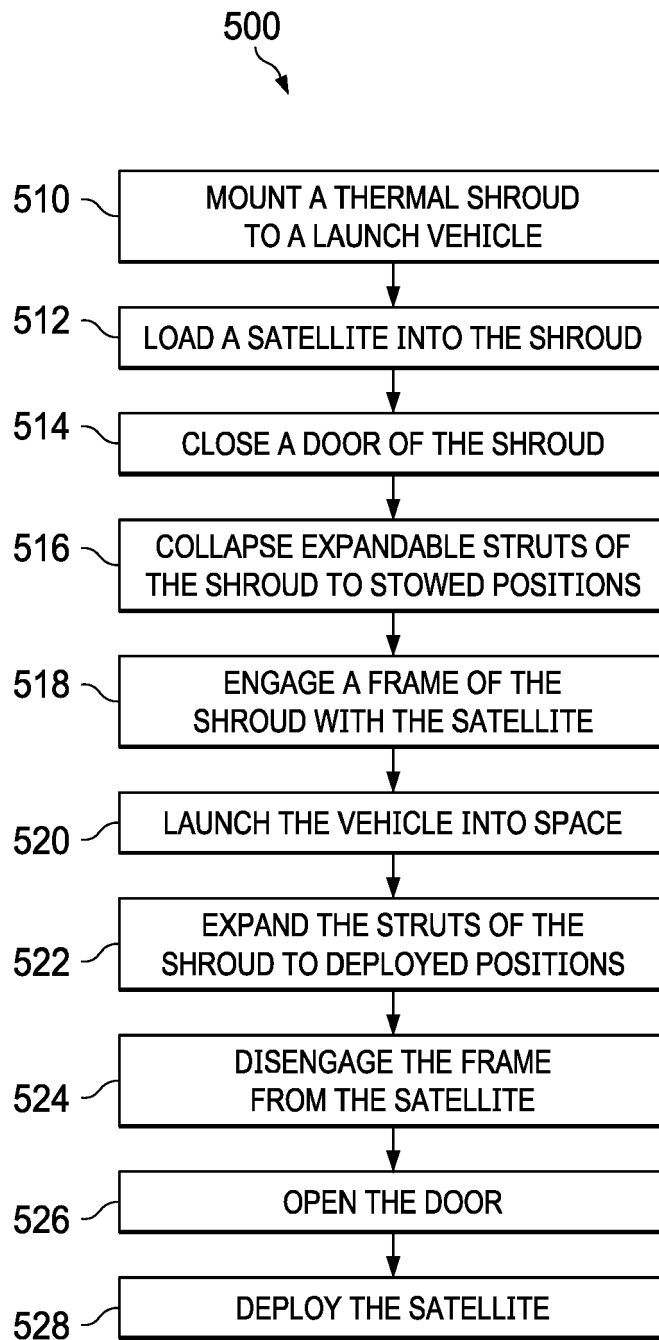 500
510
MOUNT A THERMAL SHROUD
TO A LAUNCH VEHICLE
512
LOAD A SATELLITE INTO THE SHROUD
514
CLOSE A DOOR OF THE SHROUD
516
COLLAPSE EXPANDABLE STRUTS OF
THE SHROUD TO STOWED POSITIONS
518
ENGAGE A FRAME OF THE
SHROUD WITH THE SATELLITE
520
LAUNCH THE VEHICLE INTO SPACE
522
EXPAND THE STRUTS OF THE
SHROUD TO DEPLOYED POSITIONS
524
DISENGAGE THE FRAME
FROM THE SATELLITE
526
OPEN THE DOOR
528
DEPLOY THE SATELLITE